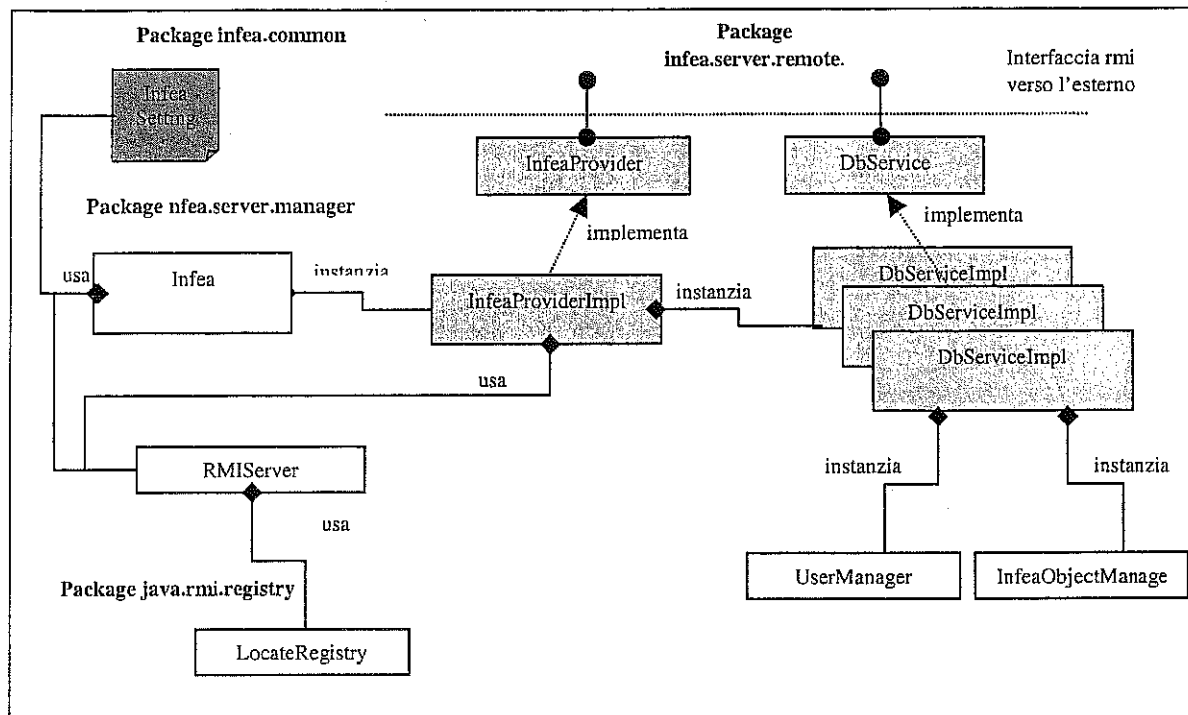 Package infea.common
Package
infea.server.remote.
Interfaccia rmi
verso l'esterno
Infea
Setting
InfeaProvider
DbService
Package nfea.server.manager
implementa
implementa
usa
Infea
instanzia
InfeaProviderImpl
instanzia
DbServiceImpl
DbServiceImpl
DbServiceImpl
usa
RMIServer
instanzia
instanzia
usa
UserManager
InfeaObjectManage
Package java.rmi.registry
LocateRegistry